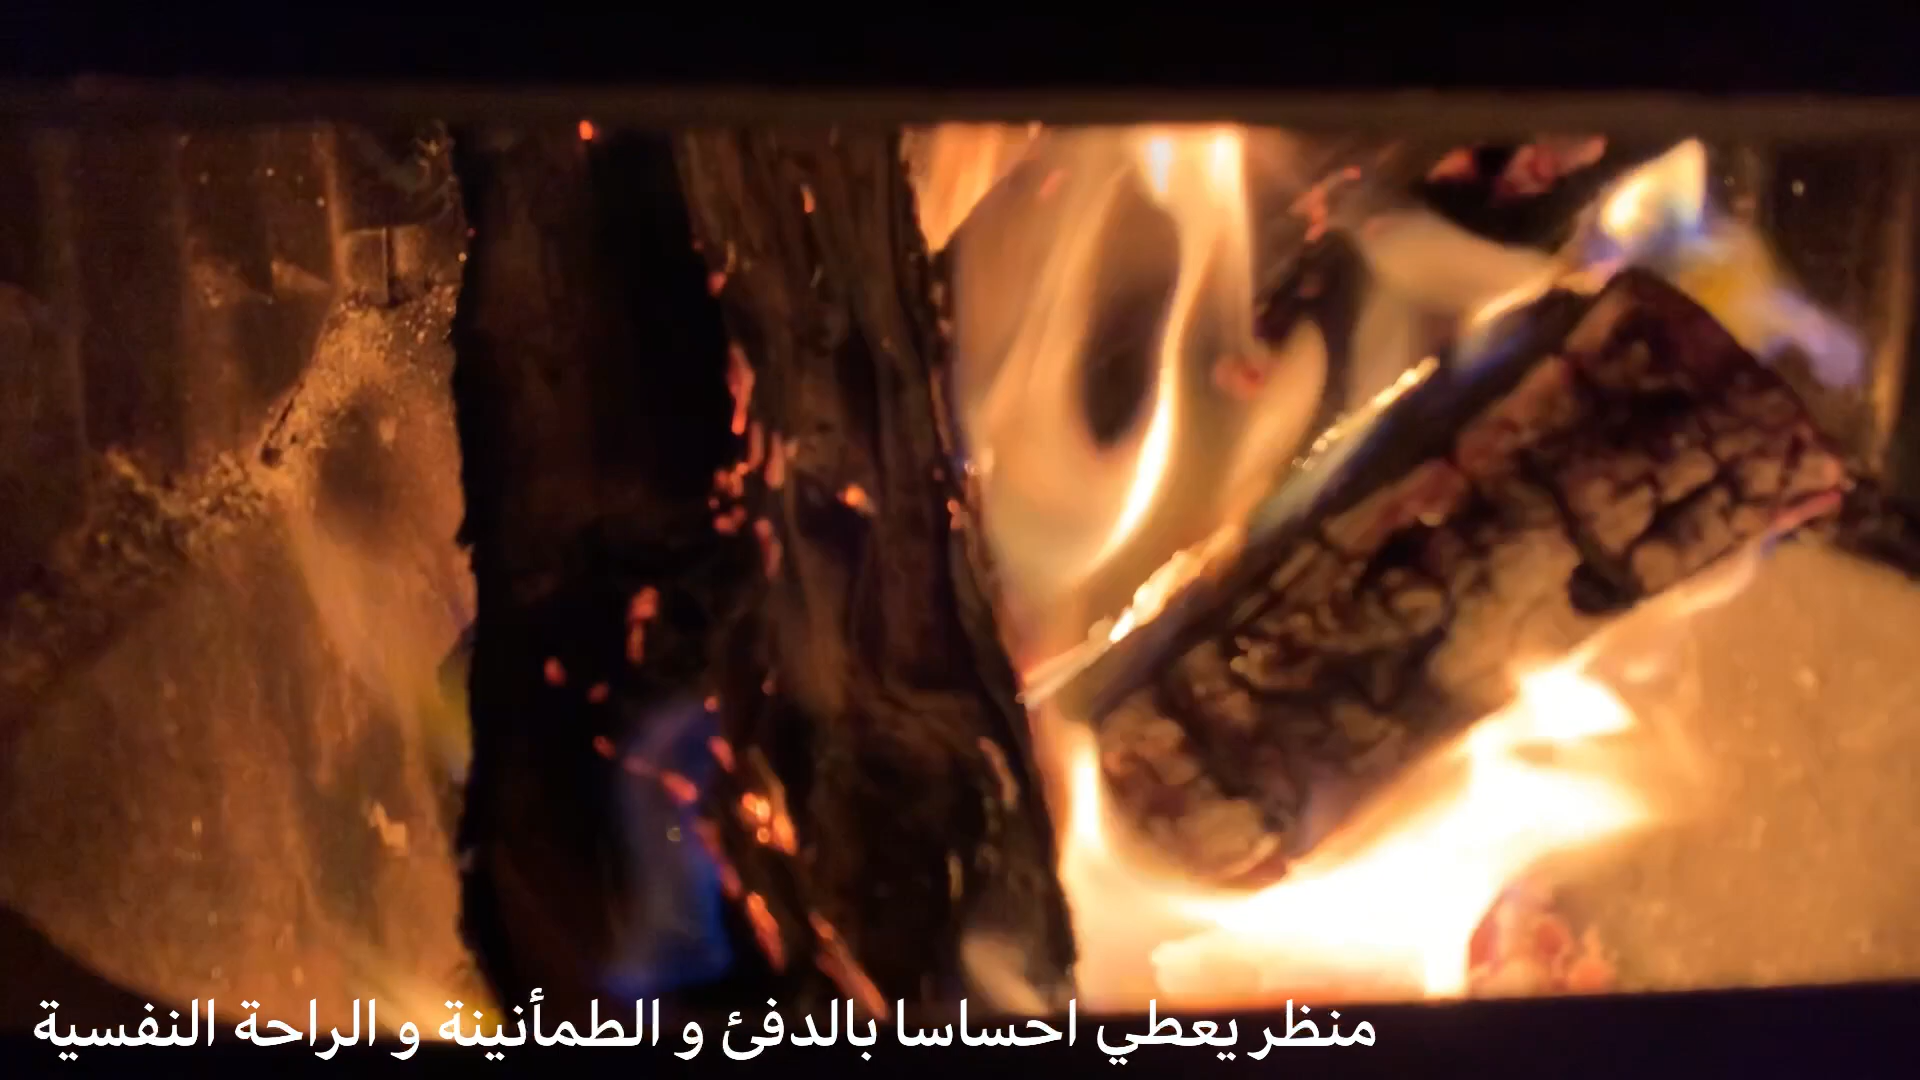 منظر يعطي احساسا بالدفئ و الطمأنينة و الراحة النفسية